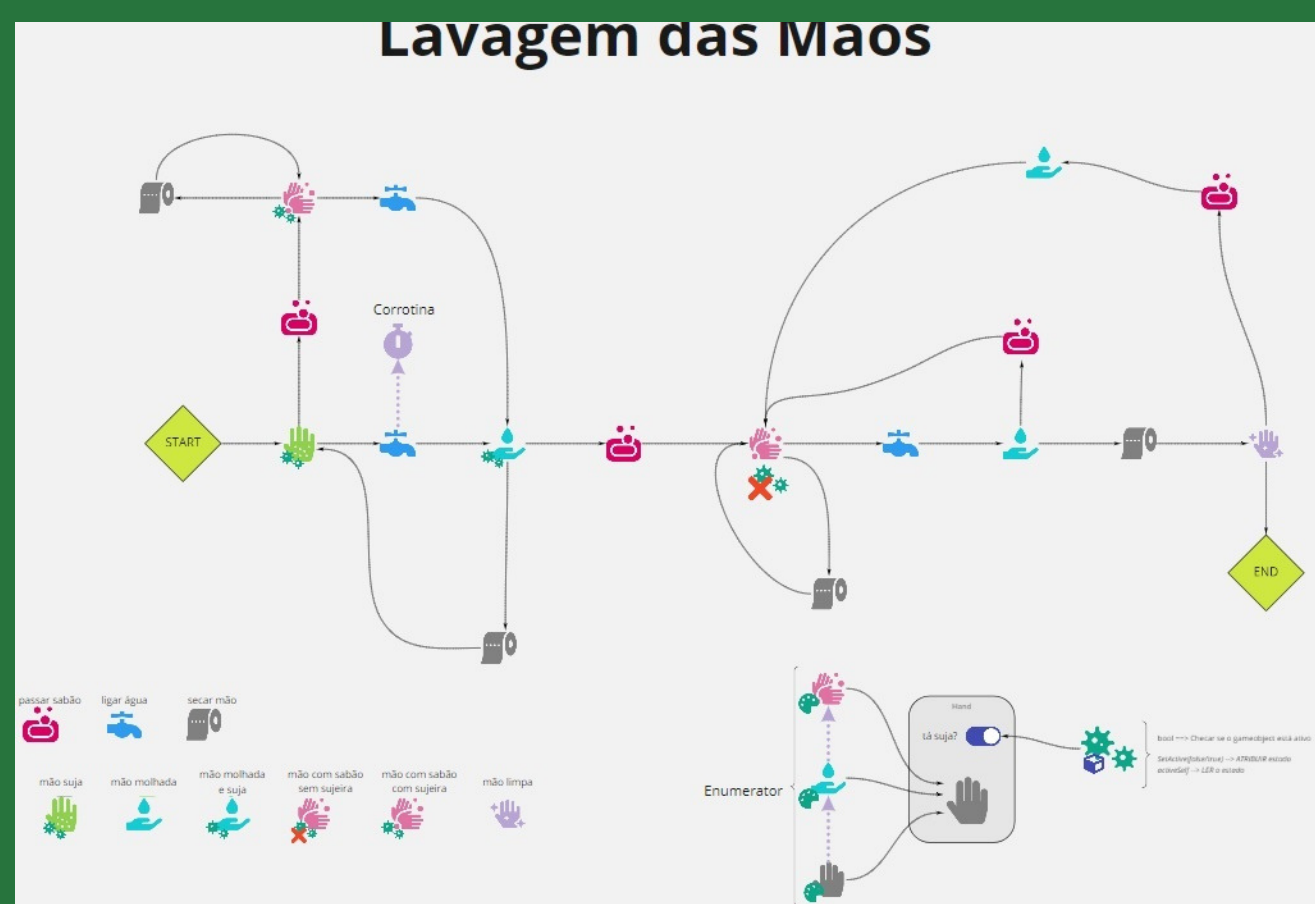 Lavagem das Mãos
Corrotina
START
END
passar sabão
ligar água
secar mão
mão suja
mão molhada
mão molhada
e suja
mão com sabão
sem sujeira
mão com sabão
com sujeira
mão limpa
Enumerator
Hand
tá suja?
bool ==> Checar se o gameobject está ativo
SetActive(false/true) --> ATRIBUIR estado
activeSelf --> LER o estado